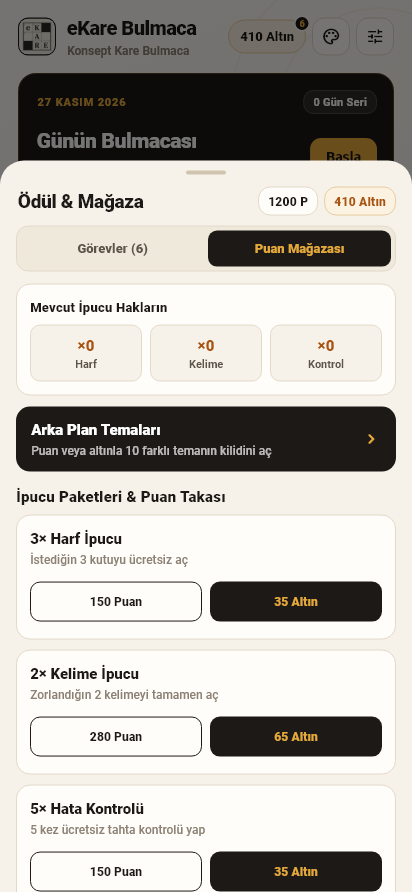 e K
A
R E
eKare Bulmaca
Konsept Kare Bulmaca
410 Altın
6
27 KASIM 2026
0 Gün Seri
Günün Bulmacası
Başla
Ödül & Mağaza
1200 P
410 Altın
Görevler (6)
Puan Mağazası
Mevcut İpucu Hakların
×0
×0
×0
Harf
Kelime
Kontrol
Arka Plan Temaları
Puan veya altınla 10 farklı temanın kilidini aç
İpucu Paketleri & Puan Takası
3× Harf İpucu
İstediğin 3 kutuyu ücretsiz aç
150 Puan
35 Altın
2× Kelime İpucu
Zorlandığın 2 kelimeyi tamamen aç
280 Puan
65 Altın
5× Hata Kontrolü
5 kez ücretsiz tahta kontrolü yap
150 Puan
35 Altın